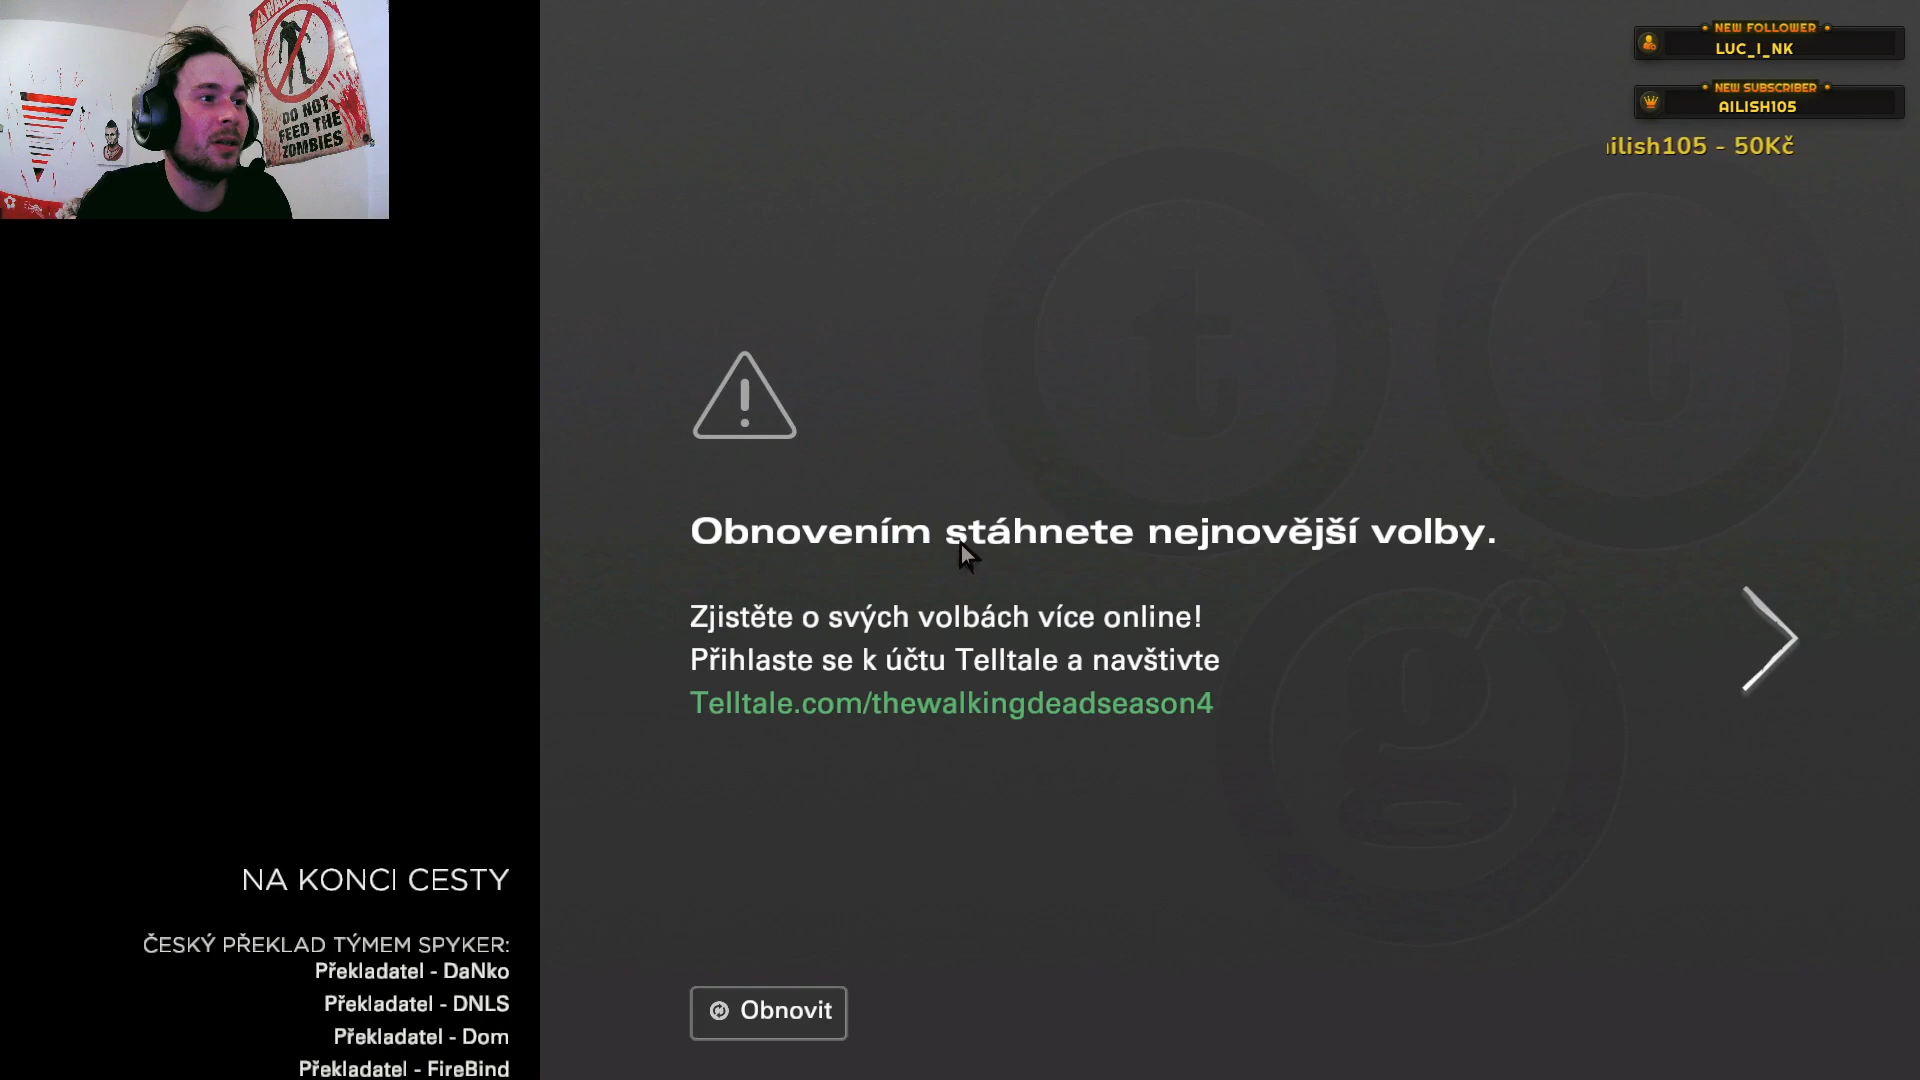 WARNING
DO NOT
FEED THE
ZOMBIES
NEW FOLLOWER
LUC_I_NK
NEW SUBSCRIBER
AILISH105
ilish105 - 50Kč
Obnovením stáhnete nejnovější volby.
Zjistěte o svých volbách více online!
Přihlaste se k účtu Telltale a navštivte
Telltale.com/thewalkingdeadseason4
Obnovit
NA KONCI CESTY
ČESKÝ PŘEKLAD TÝMEM SPYKER:
Překladatel - DaNko
Překladatel - DNLS
Překladatel - Dom
Překladatel - FireBind
t
t
g